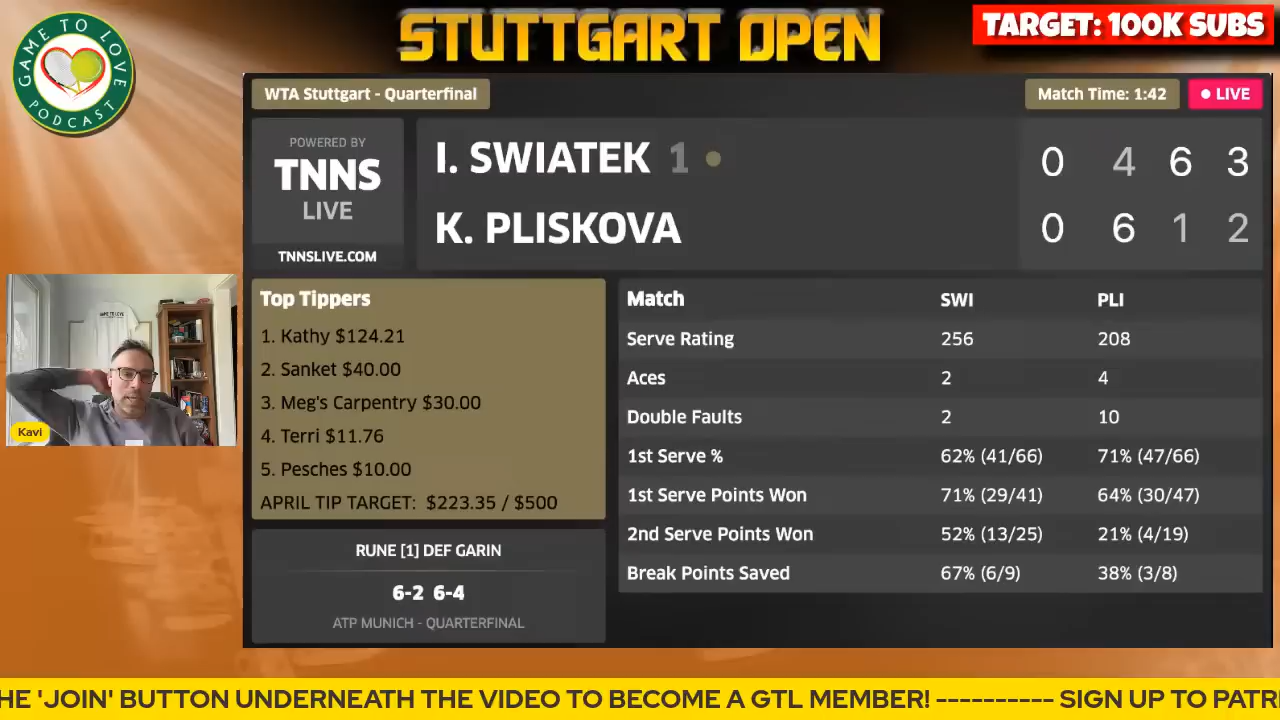 GAME TO LOVE
PODCAST
STUTTGART OPEN
TARGET: 100K SUBS
WTA Stuttgart - Quarterfinal
Match Time: 1:42
LIVE
POWERED BY
TNNS
LIVE
TNNSLIVE.COM
I. SWIATEK 1 0 4 6 3
K. PLISKOVA 0 6 1 2
Top Tippers
1. Kathy $124.21
2. Sanket $40.00
3. Meg's Carpentry $30.00
4. Terri $11.76
5. Pesches $10.00
APRIL TIP TARGET: $223.35 / $500
RUNE [1] DEF GARIN
6-2 6-4
ATP MUNICH - QUARTERFINAL
Match SWI PLI
Serve Rating 256 208
Aces 2 4
Double Faults 2 10
1st Serve % 62% (41/66) 71% (47/66)
1st Serve Points Won 71% (29/41) 64% (30/47)
2nd Serve Points Won 52% (13/25) 21% (4/19)
Break Points Saved 67% (6/9) 38% (3/8)
Kavi
HE 'JOIN' BUTTON UNDERNEATH THE VIDEO TO BECOME A GTL MEMBER! ---------- SIGN UP TO PATR